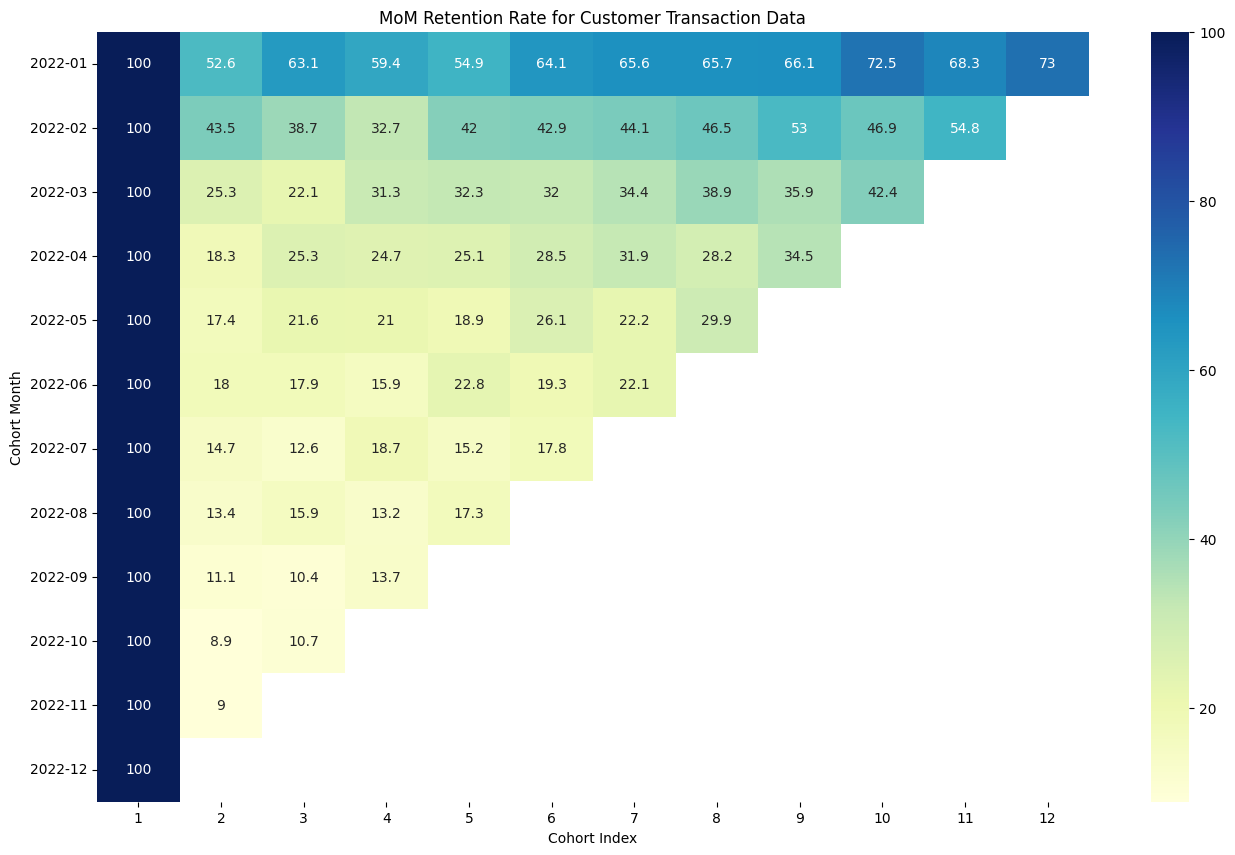 MoM Retention Rate for Customer Transaction Data
2022-01 100 52.6 63.1 59.4 54.9 64.1 65.6 65.7 66.1 72.5 68.3 73
2022-02 100 43.5 38.7 32.7 42 42.9 44.1 46.5 53 46.9 54.8
2022-03 100 25.3 22.1 31.3 32.3 32 34.4 38.9 35.9 42.4
2022-04 100 18.3 25.3 24.7 25.1 28.5 31.9 28.2 34.5
2022-05 100 17.4 21.6 21 18.9 26.1 22.2 29.9
2022-06 100 18 17.9 15.9 22.8 19.3 22.1
2022-07 100 14.7 12.6 18.7 15.2 17.8
2022-08 100 13.4 15.9 13.2 17.3
2022-09 100 11.1 10.4 13.7
2022-10 100 8.9 10.7
2022-11 100 9
2022-12 100
1 2 3 4 5 6 7 8 9 10 11 12
Cohort Index
Cohort Month
100
80
60
40
20